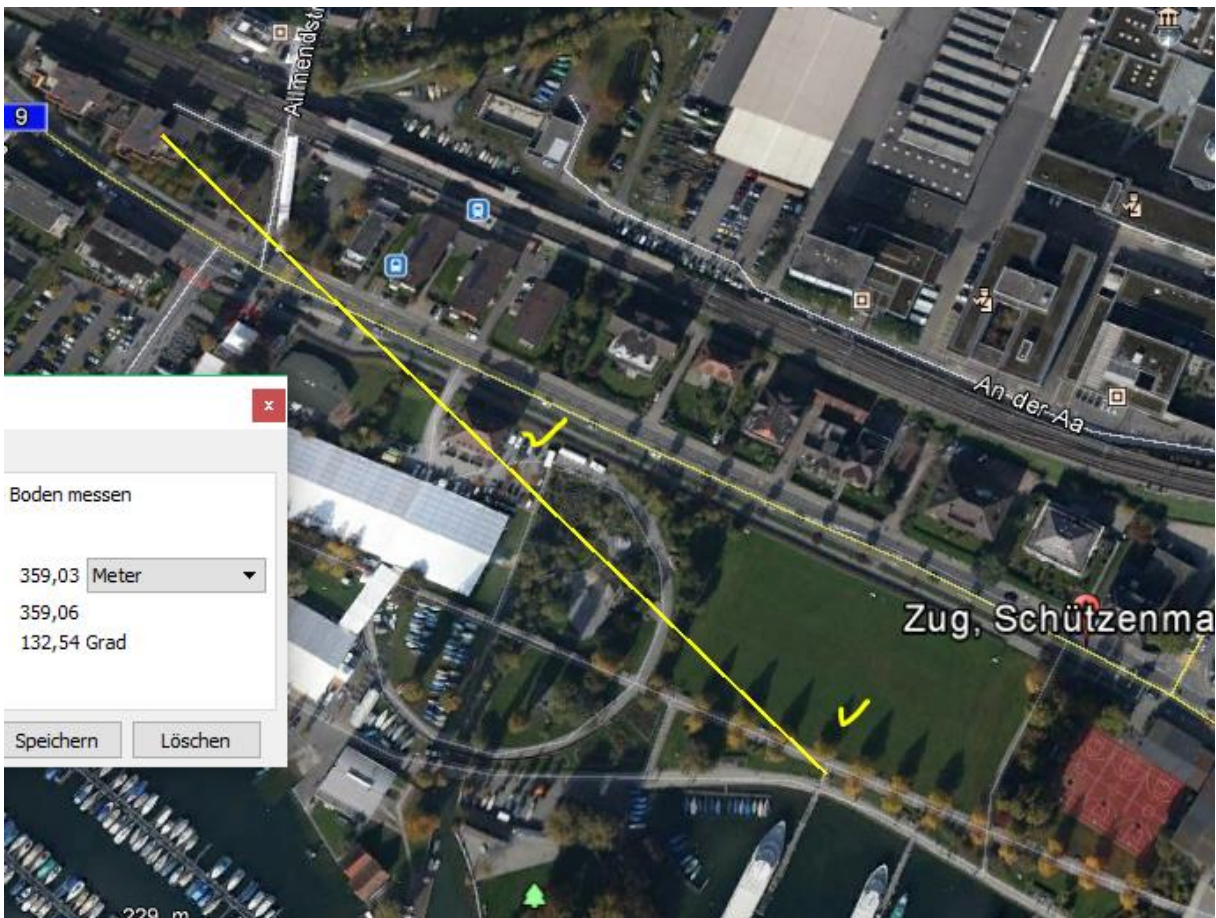 Allmendstr
9
x
Boden messen
359,03 Meter
359,06
132,54 Grad
Speichern Löschen
An der Aa
Zug, Schützenma
229 m